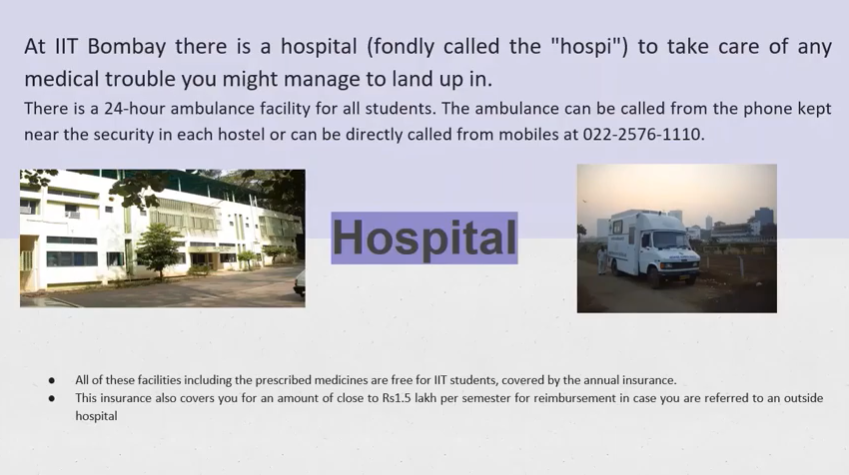 At IIT Bombay there is a hospital (fondly called the "hospi") to take care of any
medical trouble you might manage to land up in.
There is a 24-hour ambulance facility for all students. The ambulance can be called from the phone kept
near the security in each hostel or can be directly called from mobiles at 022-2576-1110.
Hospital
● All of these facilities including the prescribed medicines are free for IIT students, covered by the annual insurance.
● This insurance also covers you for an amount of close to Rs1.5 lakh per semester for reimbursement in case you are referred to an outside
hospital